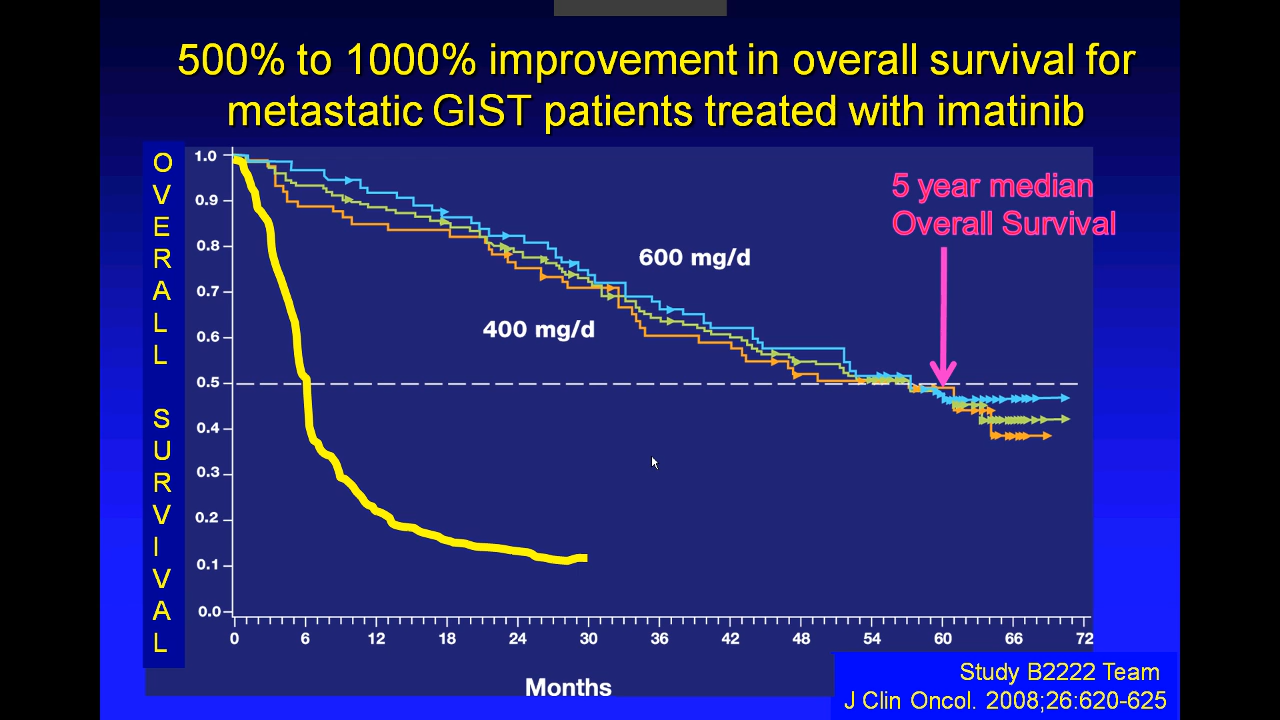 500% to 1000% improvement in overall survival for
metastatic GIST patients treated with imatinib
OVERALL SURVIVAL
1.0
0.9
0.8
0.7
0.6
0.5
0.4
0.3
0.2
0.1
0.0
5 year median
Overall Survival
600 mg/d
400 mg/d
0 6 12 18 24 30 36 42 48 54 60 66 72
Months
Study B2222 Team
J Clin Oncol. 2008;26:620-625